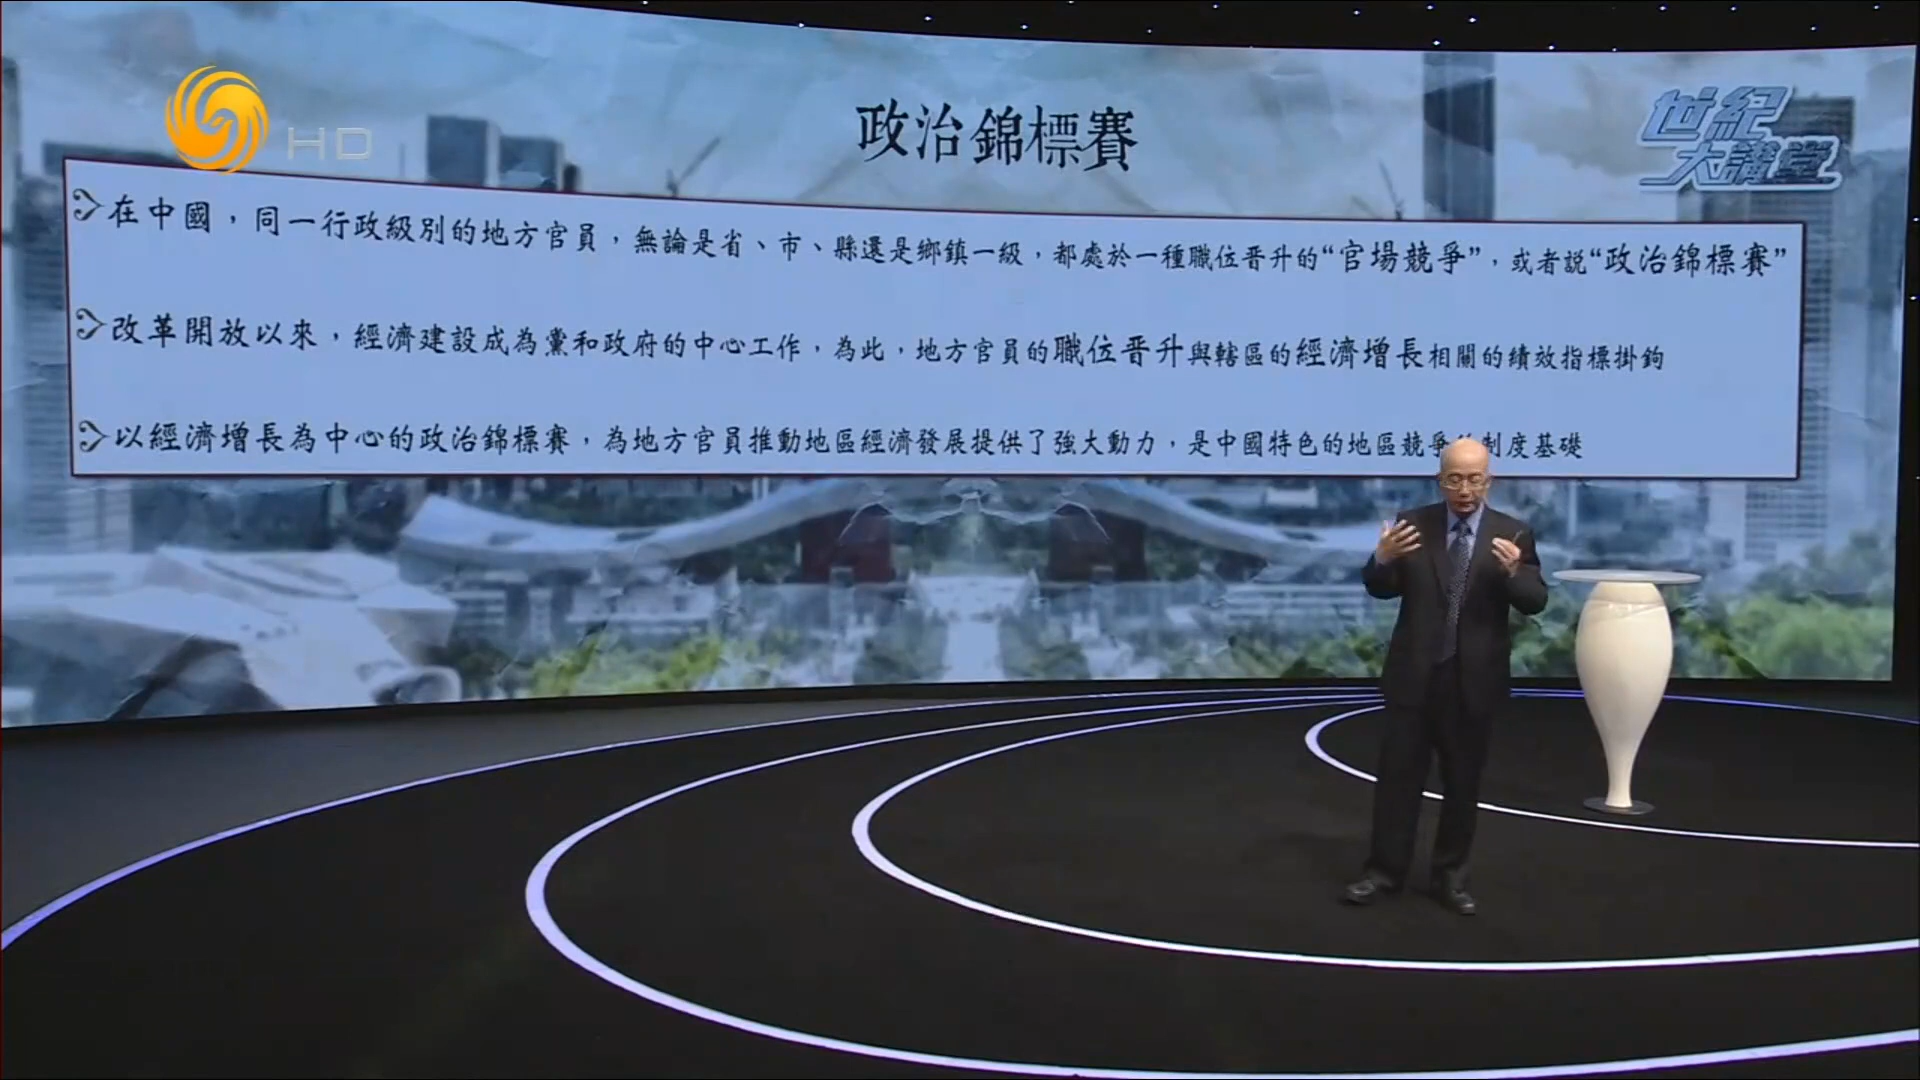 HD
政治錦標賽
世紀
大講堂
在中國，同一行政級別的地方官員，無論是省、市、縣還是鄉鎮一級，都處於一種職位晉升的“官場競爭”，或者説“政治錦標賽”
改革開放以來，經濟建設成為黨和政府的中心工作，為此，地方官員的職位晉升與轄區的經濟增長相關的績效指標掛鉤
以經濟增長為中心的政治錦標賽，為地方官員推動地區經濟發展提供了強大動力，是中國特色的地區競爭制度基礎